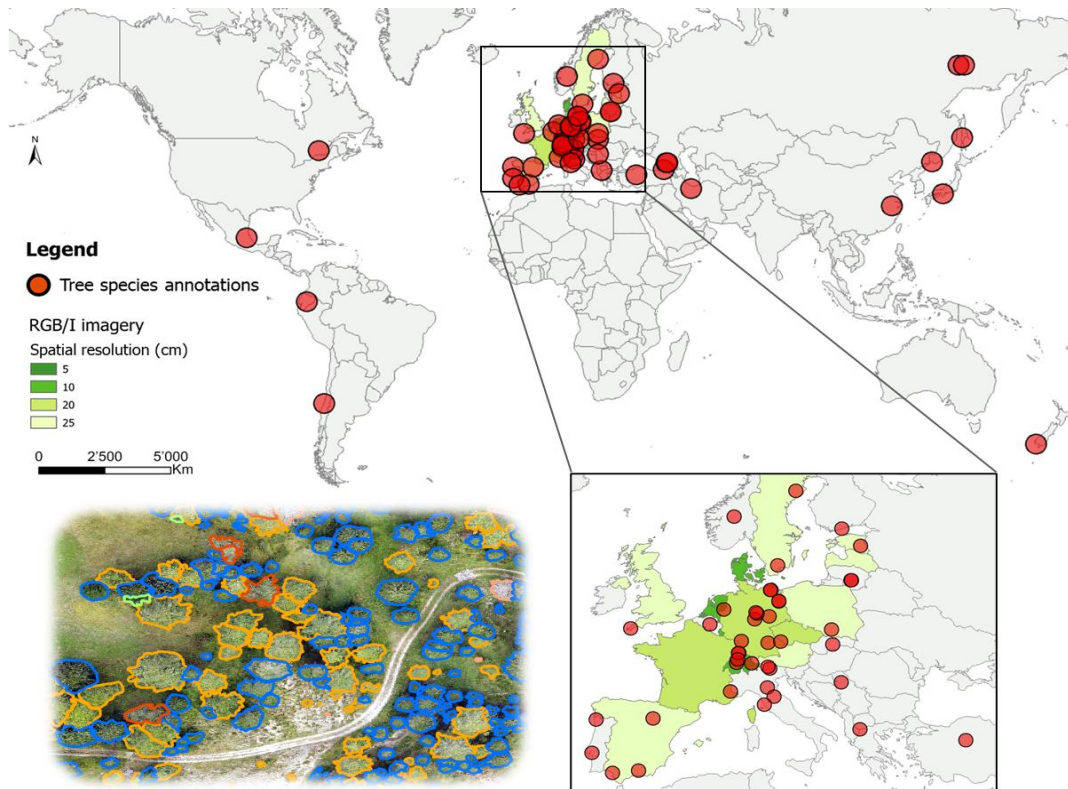 N
Legend
Tree species annotations
RGB/I imagery
Spatial resolution (cm)
5
10
20
25
0 2'500 5'000
Km